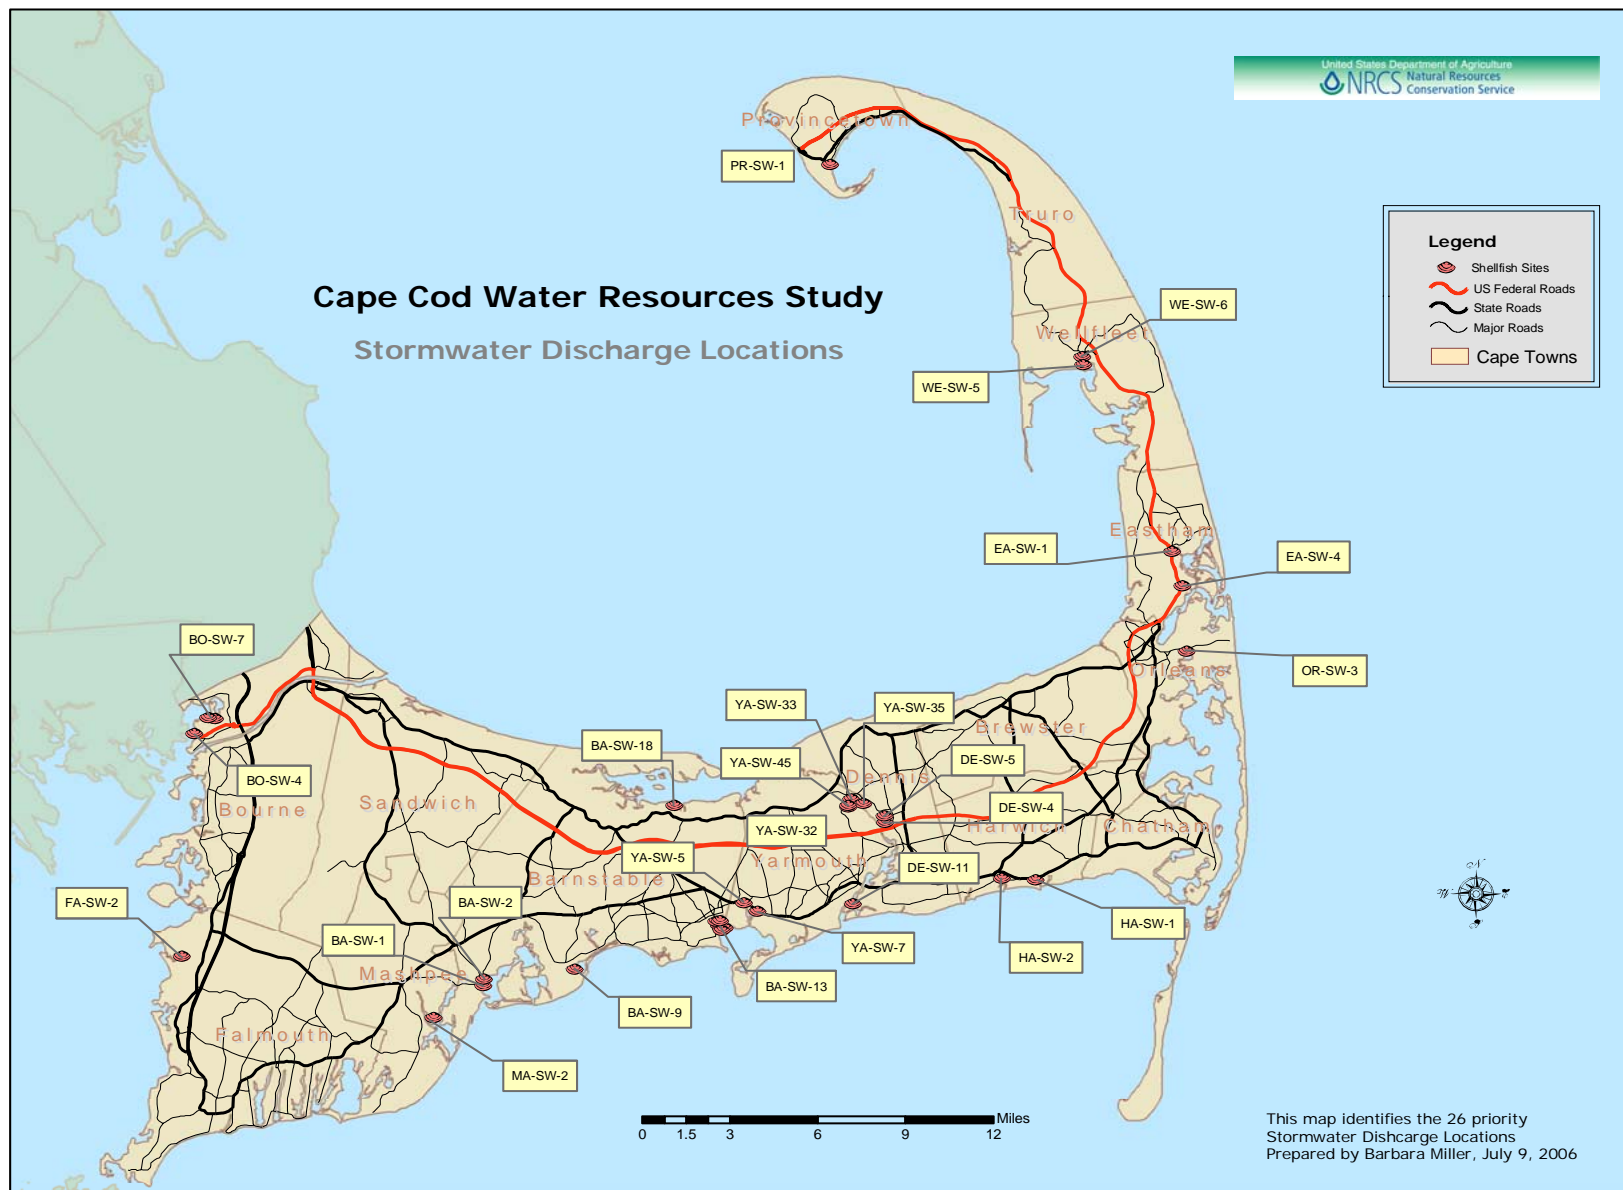 United States Department of Agriculture
NRCS Natural Resources
Conservation Service
Provincetown
PR-SW-1
Truro
Legend
Shellfish Sites
US Federal Roads
State Roads
Major Roads
Cape Towns
Cape Cod Water Resources Study
Stormwater Discharge Locations
WE-SW-6
Wellfleet
WE-SW-5
Eastham
EA-SW-1
EA-SW-4
BO-SW-7
OR-SW-3
Orleans
YA-SW-33
YA-SW-35
Brewster
BA-SW-18
YA-SW-45
DE-SW-5
BO-SW-4
Dennis
Bourne
Sandwich
DE-SW-4
YA-SW-32
Harwich
Chatham
YA-SW-5
Yarmouth
DE-SW-11
Barnstable
FA-SW-2
BA-SW-2
HA-SW-1
BA-SW-1
YA-SW-7
HA-SW-2
Mashpee
BA-SW-13
BA-SW-9
Falmouth
MA-SW-2
Miles
0 1.5 3 6 9 12
N
This map identifies the 26 priority
Stormwater Dishcarge Locations
Prepared by Barbara Miller, July 9, 2006